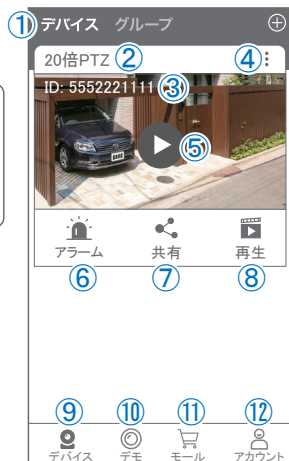 ① デバイス グループ
20倍PTZ ② ④
ID: 5552221111 ③
⑤
アラーム 共有 再生
⑥ ⑦ ⑧
⑨ ⑩ ⑪ ⑫
デバイス デモ モール アカウント